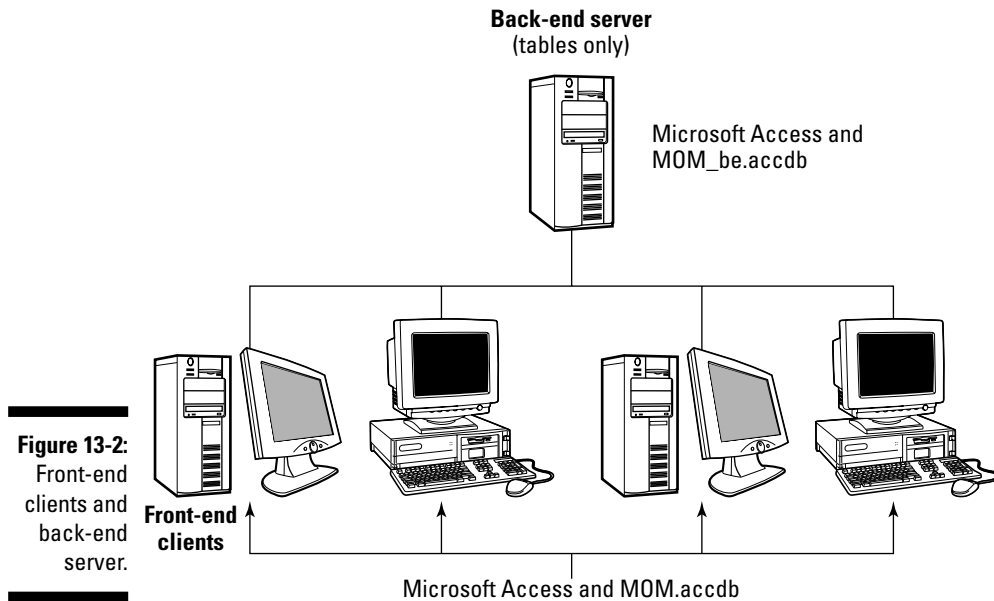 Back-end server
(tables only)
Microsoft Access and
MOM_be.accdb
Figure 13-2:
Front-end
clients and
back-end
server.
Front-end
clients
Microsoft Access and MOM.accdb